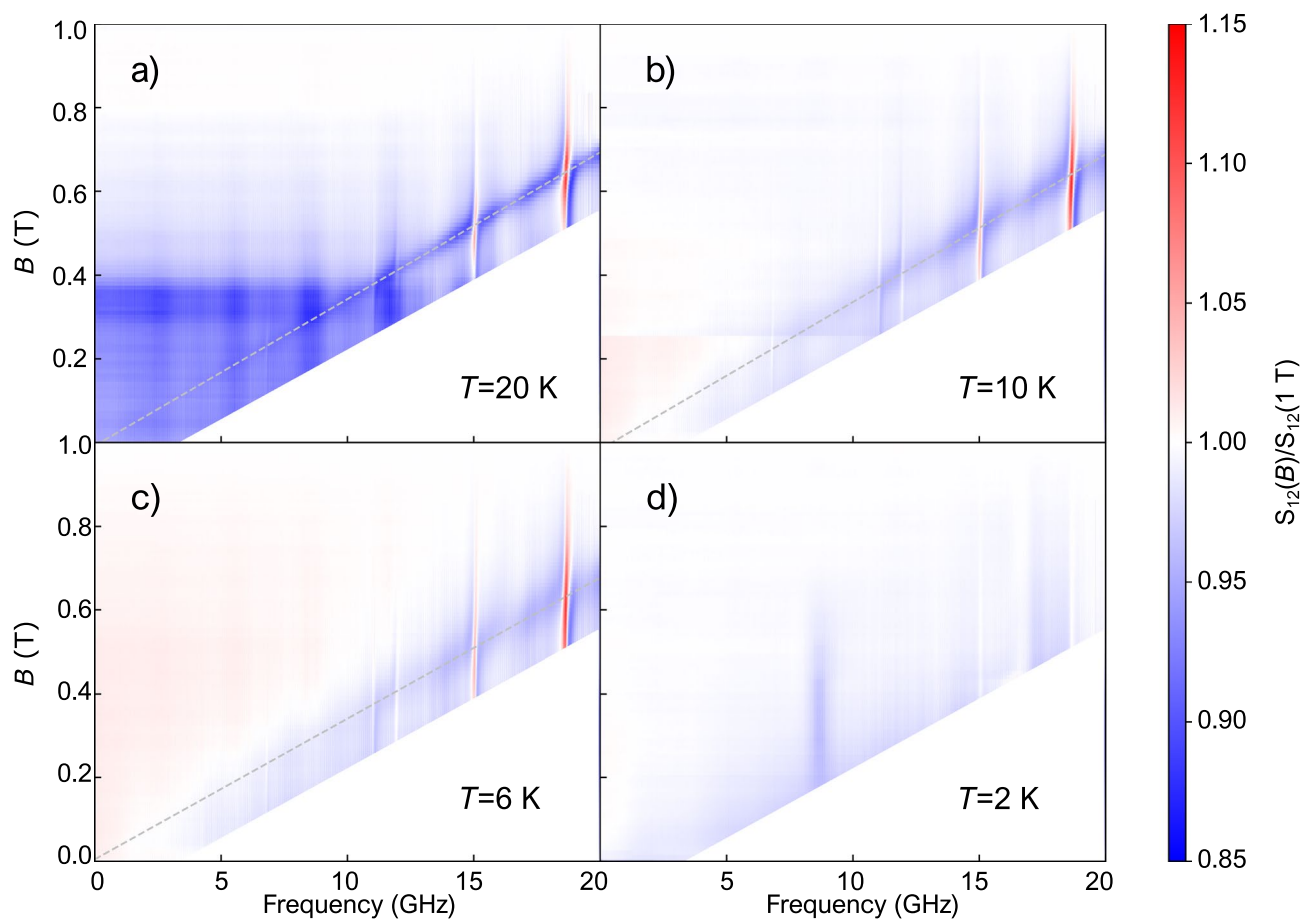 1.0
0.8
0.6
0.4
0.2
B (T)
a)
T=20 K
b)
T=10 K
1.0
0.8
0.6
0.4
0.2
0.0
B (T)
c)
T=6 K
d)
T=2 K
0 5 10 15 20 5 10 15 20
Frequency (GHz) Frequency (GHz)
1.15
1.10
1.05
1.00
0.95
0.90
0.85
S₁₂(B)/S₁₂(1 T)